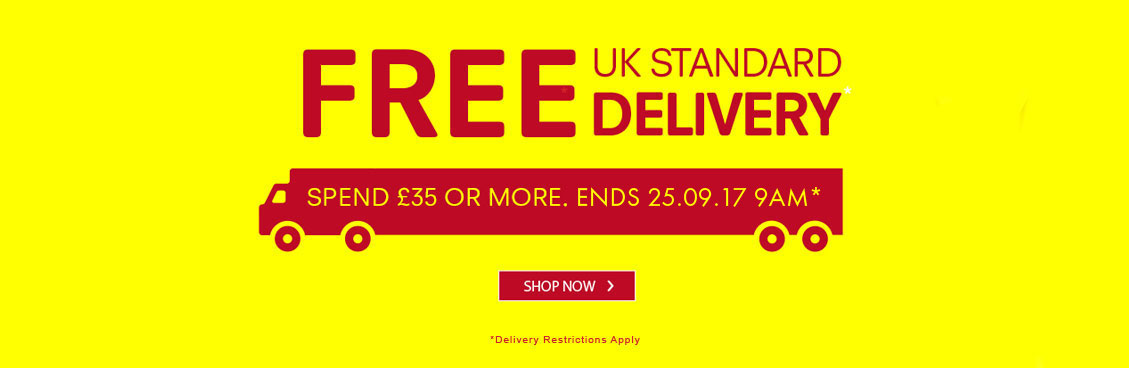 FREE UK STANDARD
DELIVERY*
SPEND £35 OR MORE. ENDS 25.09.17 9AM*
SHOP NOW >
*Delivery Restrictions Apply